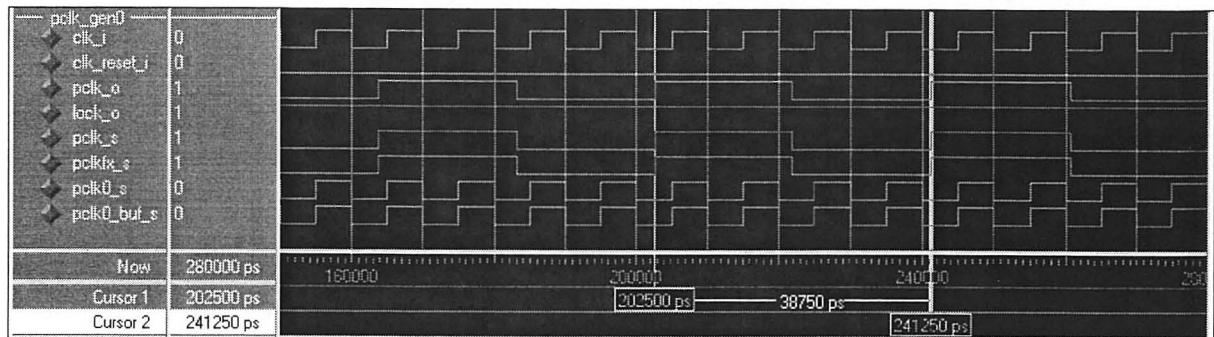 pclk_gen0
clk_i 0
clk_reset_i 0
pclk_o 1
lock_o 1
pclk_s 1
pclkfx_s 1
pclk0_s 0
pclk0_buf_s 0
Now 280000 ps 160000 200000 240000
Cursor 1 202500 ps 202500 ps 38750 ps
Cursor 2 241250 ps 241250 ps